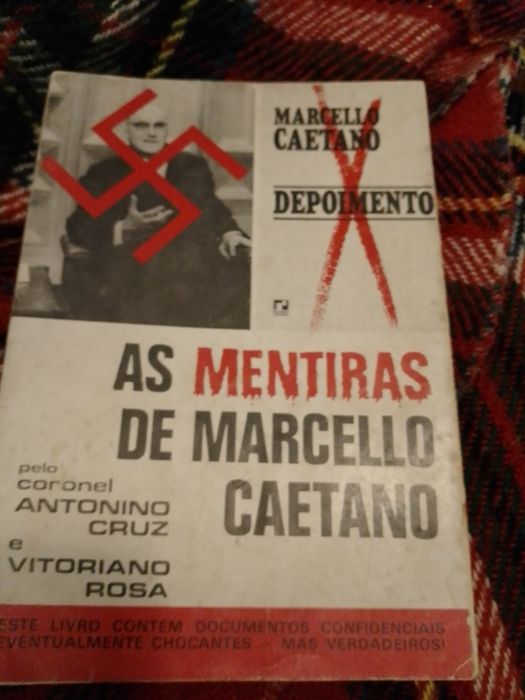 MARCELLO
CAETANO
DEPOIMENTO
AS MENTIRAS
DE MARCELLO
CAETANO
pelo
coronel
ANTONINO
CRUZ
e
VITORIANO
ROSA
ESTE LIVRO CONTEM DOCUMENTOS CONFIDENCIAIS
EVENTUALMENTE CHOCANTES - MAS VERDADEIROS!